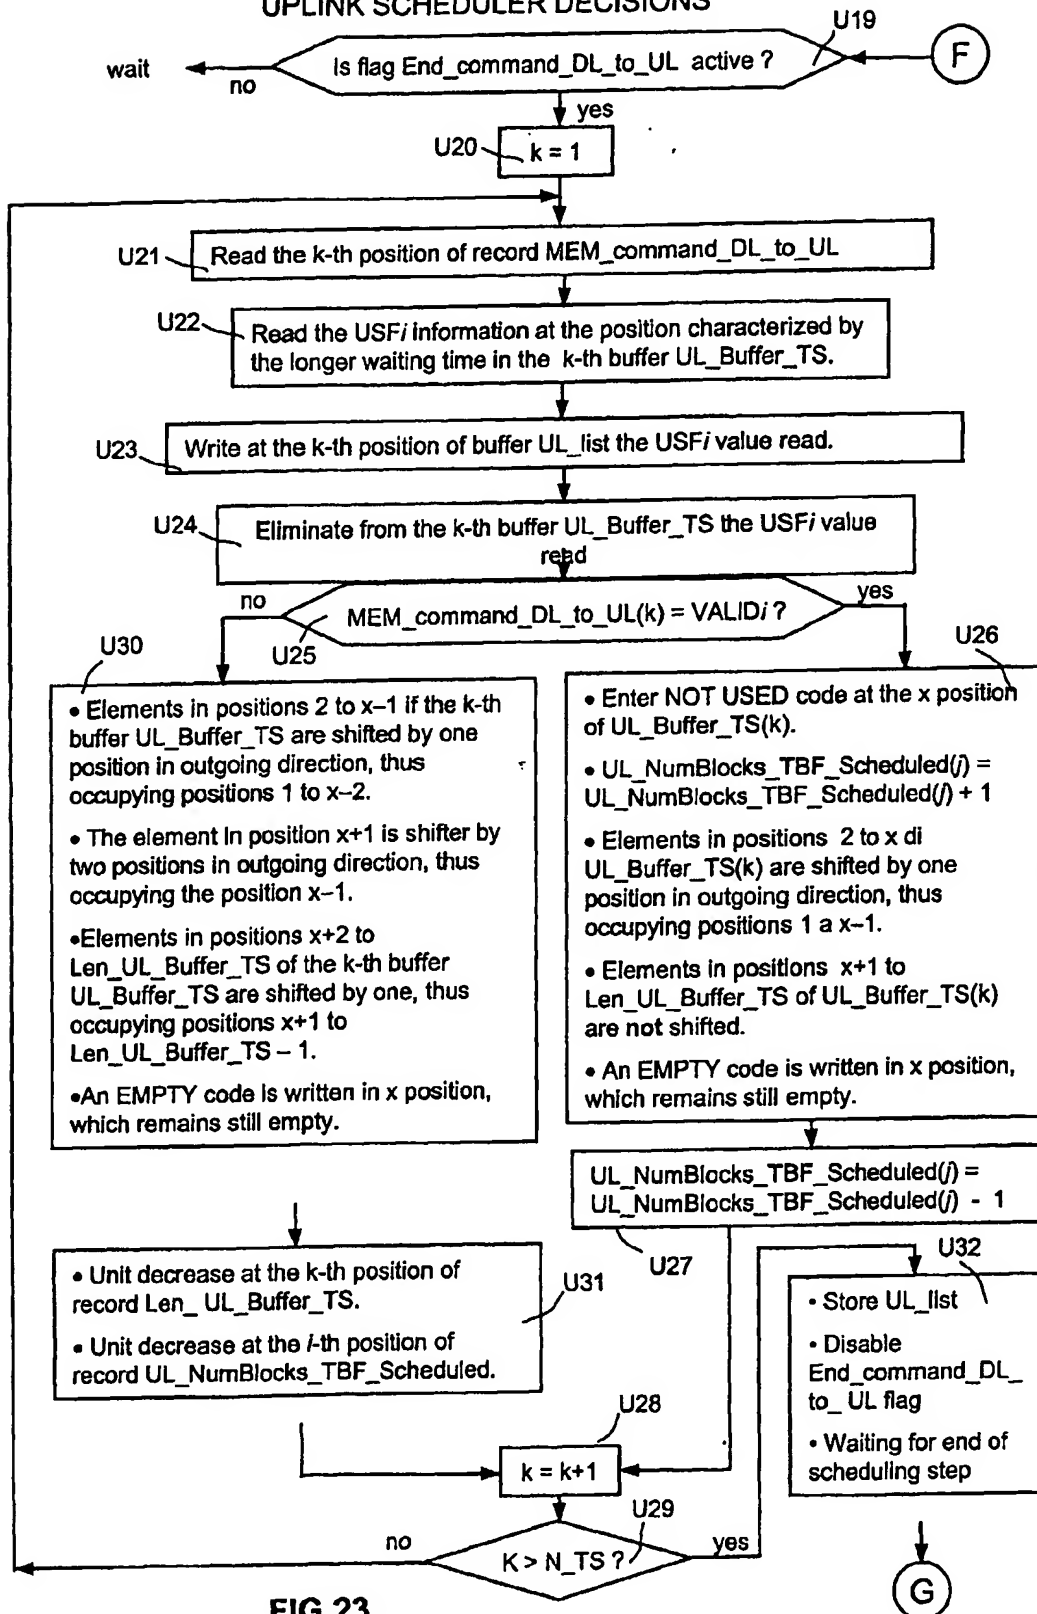 UPLINK SCHEDULER DECISIONS
U19
F
Is flag End_command_DL_to_UL active ?
wait
no
yes
U20
k = 1
U21
Read the k-th position of record MEM_command_DL_to_UL
U22
Read the USFi information at the position characterized by
the longer waiting time in the k-th buffer UL_Buffer_TS.
U23
Write at the k-th position of buffer UL_list the USFi value read.
U24
Eliminate from the k-th buffer UL_Buffer_TS the USFi value
read
no
yes
MEM_command_DL_to_UL(k) = VALIDi ?
U25
U30
• Elements in positions 2 to x–1 if the k-th
buffer UL_Buffer_TS are shifted by one
position in outgoing direction, thus
occupying positions 1 to x–2.
• The element in position x+1 is shifter by
two positions in outgoing direction, thus
occupying the position x–1.
•Elements in positions x+2 to
Len_UL_Buffer_TS of the k-th buffer
UL_Buffer_TS are shifted by one, thus
occupying positions x+1 to
Len_UL_Buffer_TS – 1.
•An EMPTY code is written in x position,
which remains still empty.
U26
• Enter NOT USED code at the x position
of UL_Buffer_TS(k).
• UL_NumBlocks_TBF_Scheduled(j) =
UL_NumBlocks_TBF_Scheduled(j) + 1
• Elements in positions 2 to x di
UL_Buffer_TS(k) are shifted by one
position in outgoing direction, thus
occupying positions 1 a x–1.
• Elements in positions x+1 to
Len_UL_Buffer_TS of UL_Buffer_TS(k)
are not shifted.
• An EMPTY code is written in x position,
which remains still empty.
UL_NumBlocks_TBF_Scheduled(j) =
UL_NumBlocks_TBF_Scheduled(j) - 1
U27
• Unit decrease at the k-th position of
record Len_ UL_Buffer_TS.
• Unit decrease at the i-th position of
record UL_NumBlocks_TBF_Scheduled.
U31
U32
• Store UL_list
• Disable
End_command_DL_
to_ UL flag
• Waiting for end of
scheduling step
U28
k = k+1
U29
no
K > N_TS ?
yes
G
FIG.23